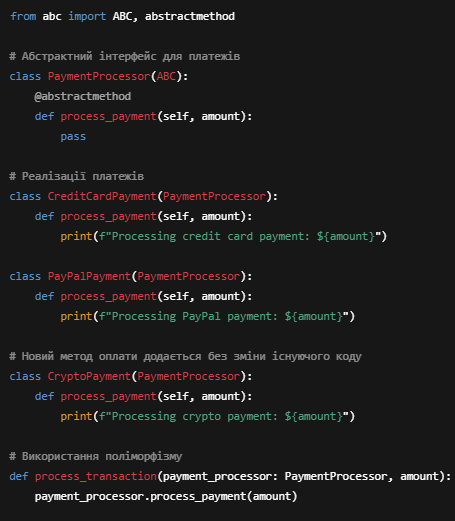 from abc import ABC, abstractmethod
# Абстрактний інтерфейс для платежів
class PaymentProcessor(ABC):
    @abstractmethod
    def process_payment(self, amount):
        pass
# Реалізації платежів
class CreditCardPayment(PaymentProcessor):
    def process_payment(self, amount):
        print(f"Processing credit card payment: ${amount}")
class PayPalPayment(PaymentProcessor):
    def process_payment(self, amount):
        print(f"Processing PayPal payment: ${amount}")
# Новий метод оплати додається без зміни існуючого коду
class CryptoPayment(PaymentProcessor):
    def process_payment(self, amount):
        print(f"Processing crypto payment: ${amount}")
# Використання поліморфізму
def process_transaction(payment_processor: PaymentProcessor, amount):
    payment_processor.process_payment(amount)